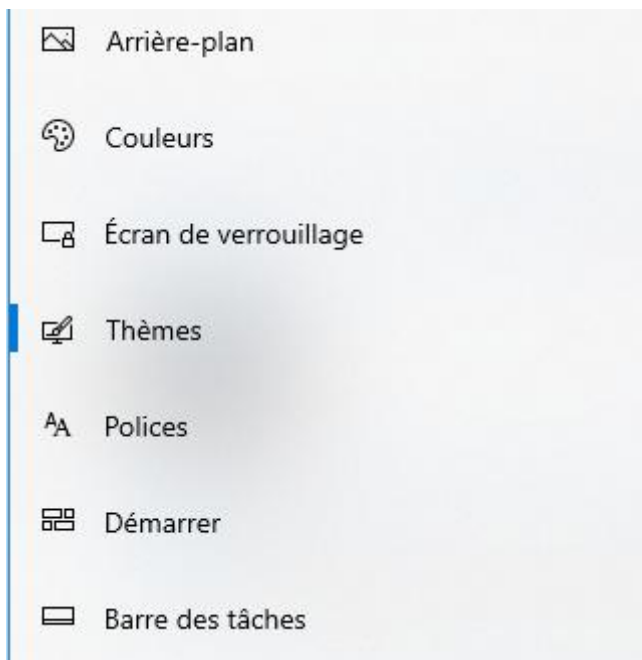 Arrière-plan
Couleurs
Écran de verrouillage
Thèmes
Polices
Démarrer
Barre des tâches